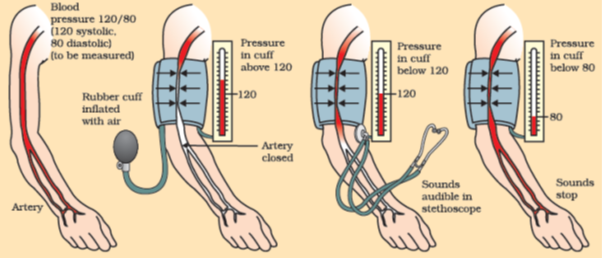 Blood
pressure 120/80
(120 systolic,
80 diastolic)
(to be measured)
Rubber cuff
inflated
with air
Artery
Pressure
in cuff
above 120
120
Artery
closed
Pressure
in cuff
below 120
120
Sounds
audible in
stethoscope
Pressure
in cuff
below 80
80
Sounds
stop